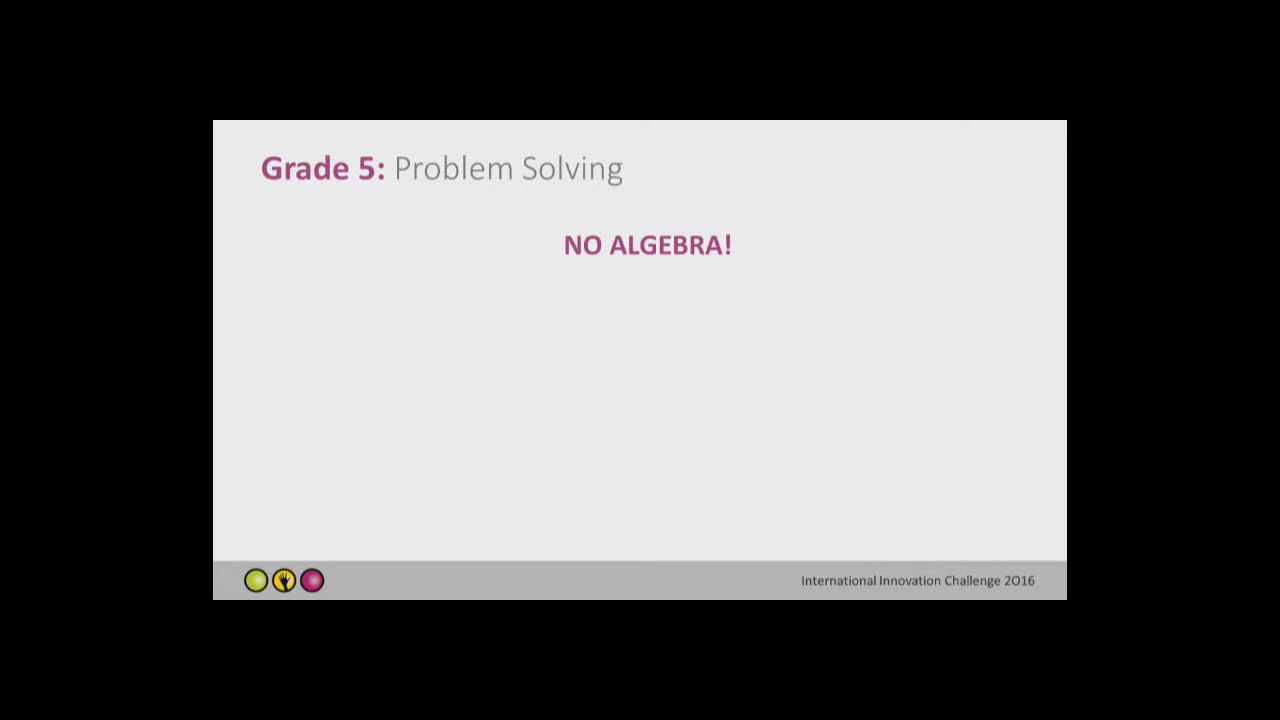 Grade 5: Problem Solving
NO ALGEBRA!
International Innovation Challenge 2016